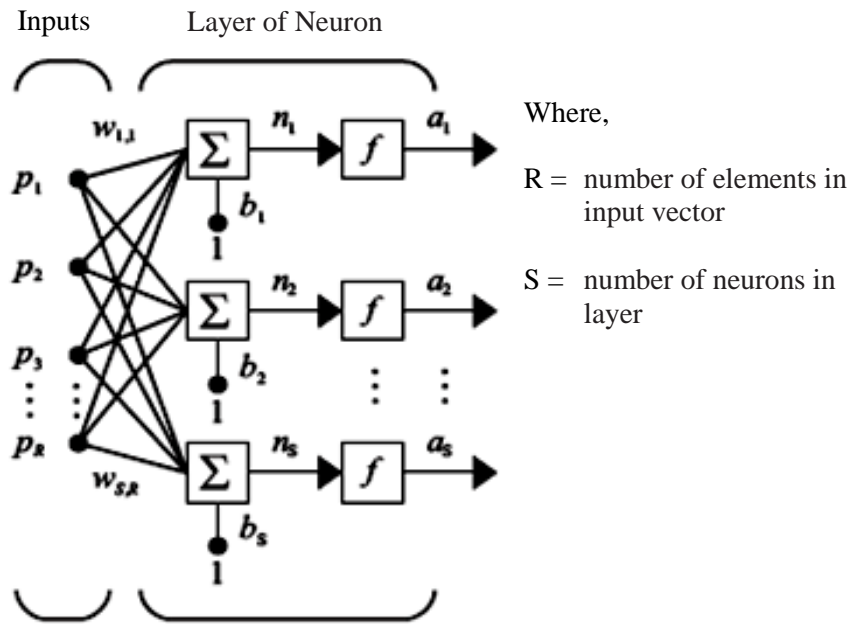 Inputs Layer of Neuron
w1,1 n1 a1 Where,
Σ f
p1 R = number of elements in
b1 input vector
1
p2 n2 a2 S = number of neurons in
Σ f layer
p3 b2
⋮ ⋮ ⋮ ⋮
1
pR nS aS
Σ f
wS,R
bS
1